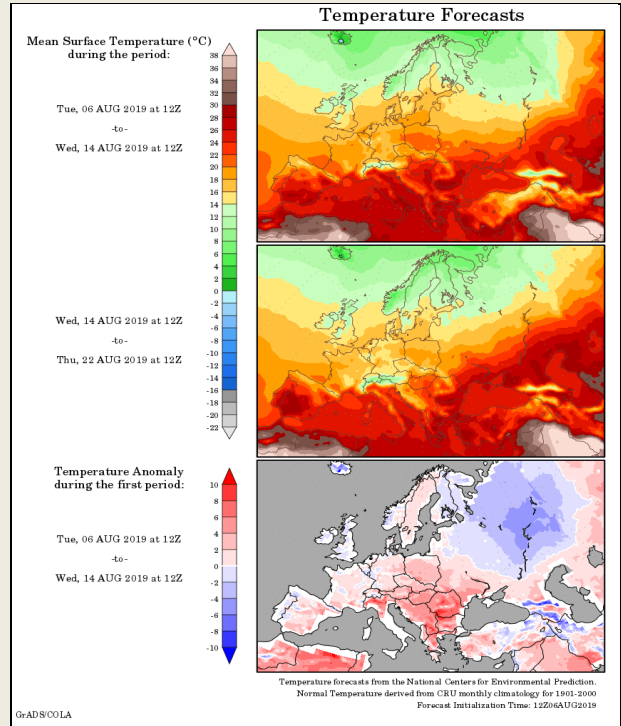 Temperature Forecasts
Mean Surface Temperature (°C)
during the period:
Tue, 06 AUG 2019 at 12Z
-to-
Wed, 14 AUG 2019 at 12Z
38
36
34
32
30
28
26
24
22
20
18
16
14
12
10
8
6
4
2
0
-2
-4
-6
-8
-10
-12
-14
-16
-18
-20
-22
Wed, 14 AUG 2019 at 12Z
-to-
Thu, 22 AUG 2019 at 12Z
Temperature Anomaly
during the first period:
Tue, 06 AUG 2019 at 12Z
-to-
Wed, 14 AUG 2019 at 12Z
10
8
6
4
2
0
-2
-4
-6
-8
-10
Temperature forecasts from the National Centers for Environmental Prediction.
Normal Temperature derived from CRU monthly climatology for 1901-2000
Forecast Initialization Time: 12Z06AUG2019
GrADS/COLA